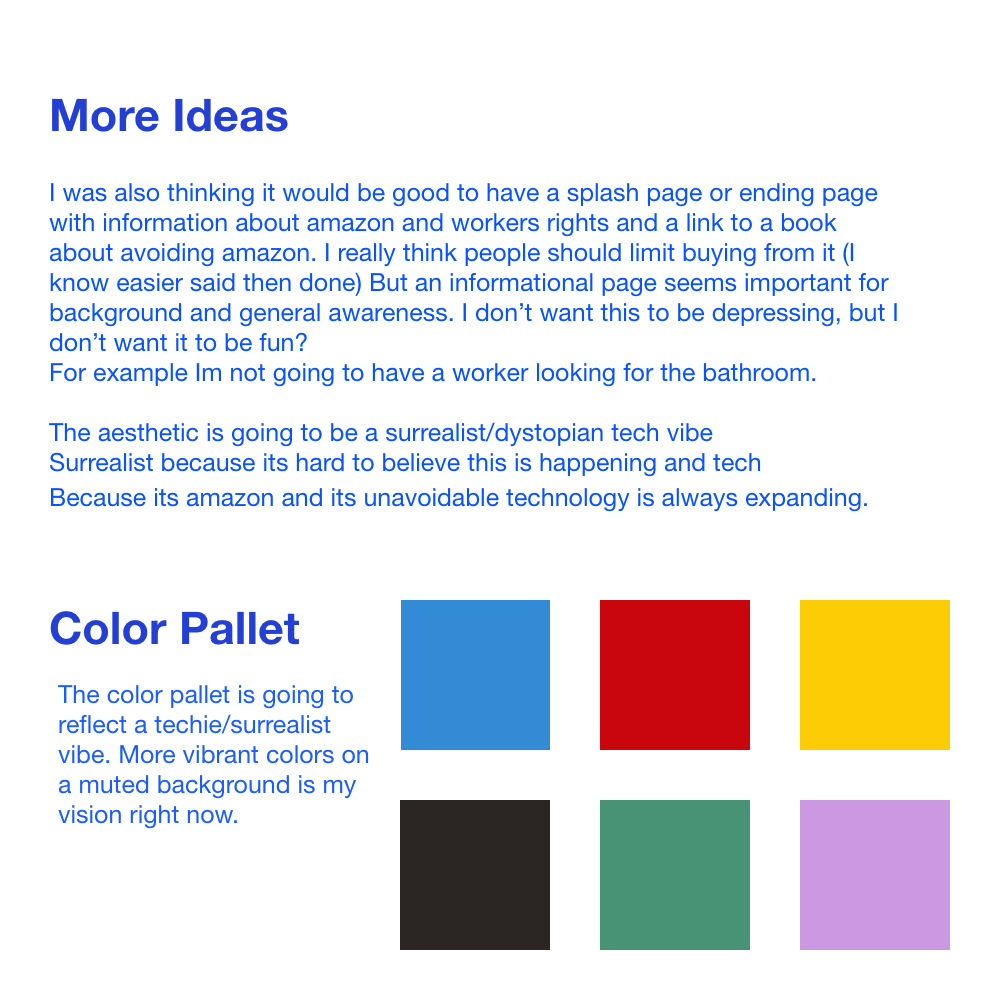 More Ideas
I was also thinking it would be good to have a splash page or ending page
with information about amazon and workers rights and a link to a book
about avoiding amazon. I really think people should limit buying from it (I
know easier said then done) But an informational page seems important for
background and general awareness. I don’t want this to be depressing, but I
don’t want it to be fun?
For example Im not going to have a worker looking for the bathroom.
The aesthetic is going to be a surrealist/dystopian tech vibe
Surrealist because its hard to believe this is happening and tech
Because its amazon and its unavoidable technology is always expanding.
Color Pallet
The color pallet is going to
reflect a techie/surrealist
vibe. More vibrant colors on
a muted background is my
vision right now.